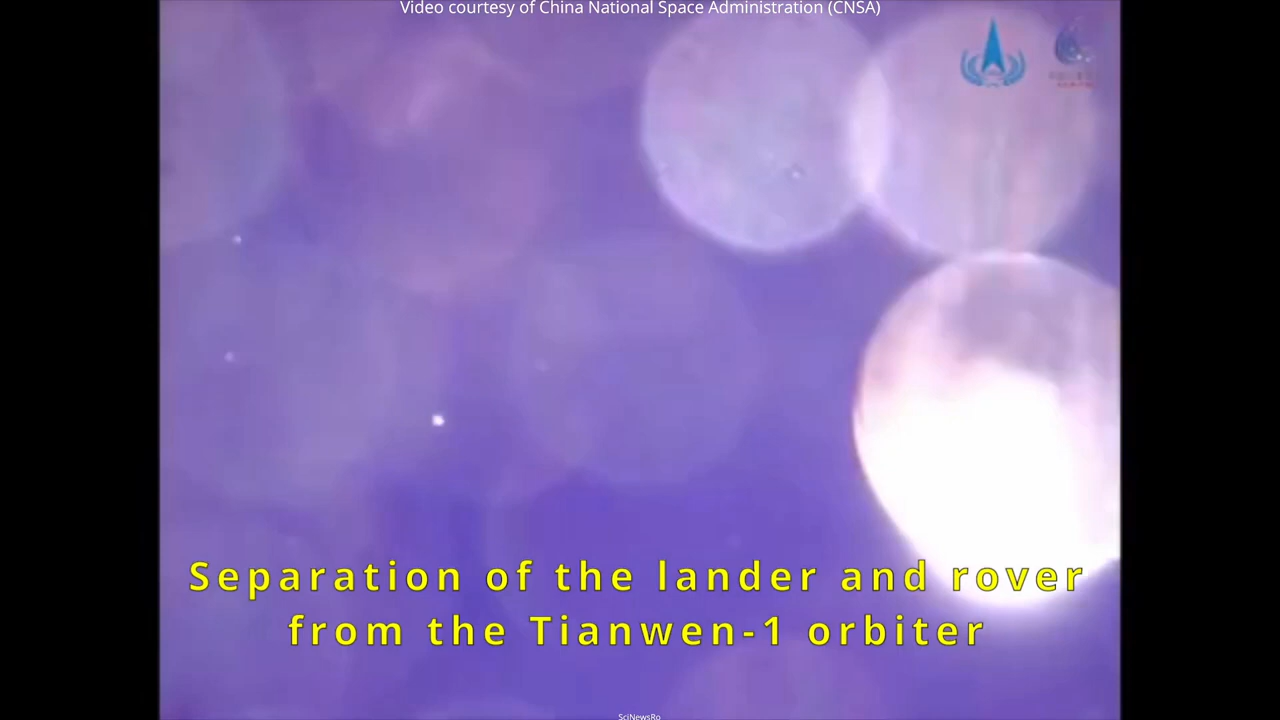 Video courtesy of China National Space Administration (CNSA)
Separation of the lander and rover
from the Tianwen-1 orbiter
SciNewsRo